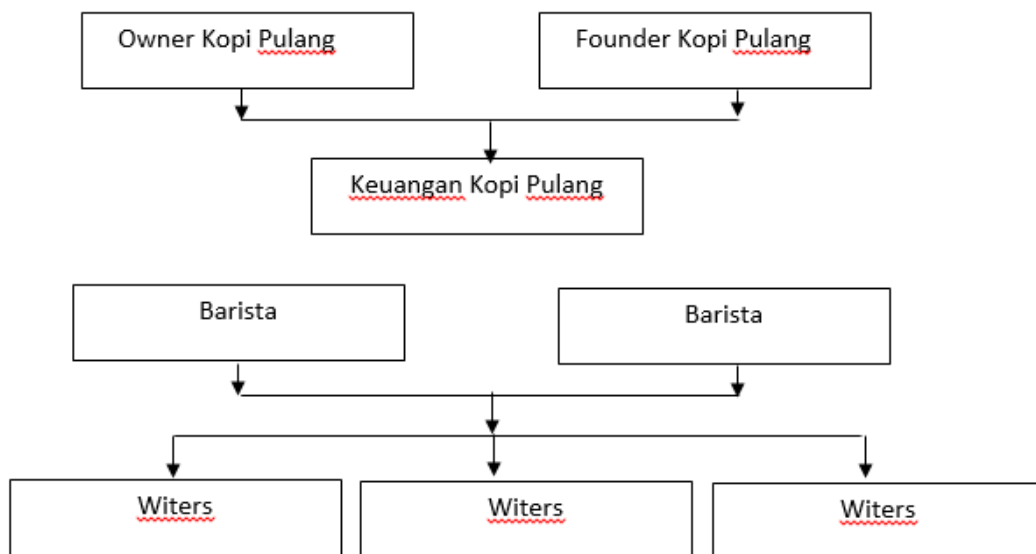 Owner Kopi Pulang
Founder Kopi Pulang
Keuangan Kopi Pulang
Barista
Barista
Witers
Witers
Witers